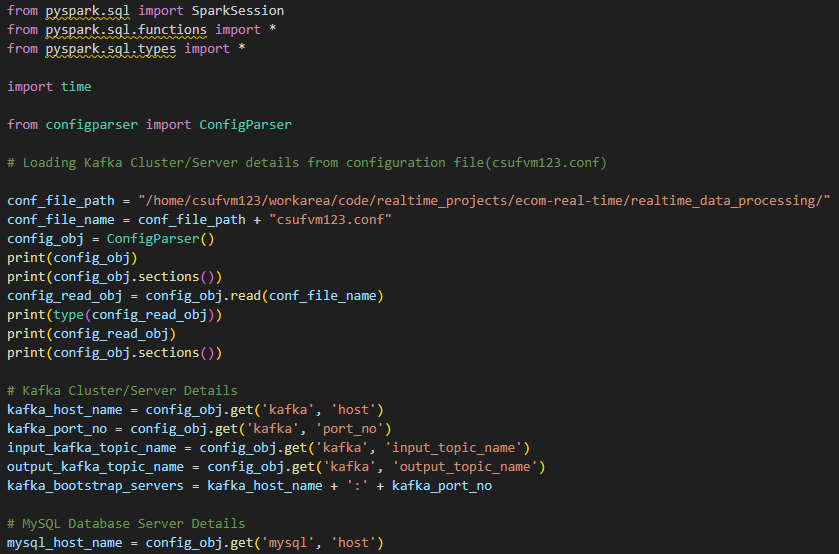 from pyspark.sql import SparkSession
from pyspark.sql.functions import *
from pyspark.sql.types import *
import time
from configparser import ConfigParser
# Loading Kafka Cluster/Server details from configuration file(csufvm123.conf)
conf_file_path = "/home/csufvm123/workarea/code/realtime_projects/ecom-real-time/realtime_data_processing/"
conf_file_name = conf_file_path + "csufvm123.conf"
config_obj = ConfigParser()
print(config_obj)
print(config_obj.sections())
config_read_obj = config_obj.read(conf_file_name)
print(type(config_read_obj))
print(config_read_obj)
print(config_obj.sections())
# Kafka Cluster/Server Details
kafka_host_name = config_obj.get('kafka', 'host')
kafka_port_no = config_obj.get('kafka', 'port_no')
input_kafka_topic_name = config_obj.get('kafka', 'input_topic_name')
output_kafka_topic_name = config_obj.get('kafka', 'output_topic_name')
kafka_bootstrap_servers = kafka_host_name + ':' + kafka_port_no
# MySQL Database Server Details
mysql_host_name = config_obj.get('mysql', 'host')